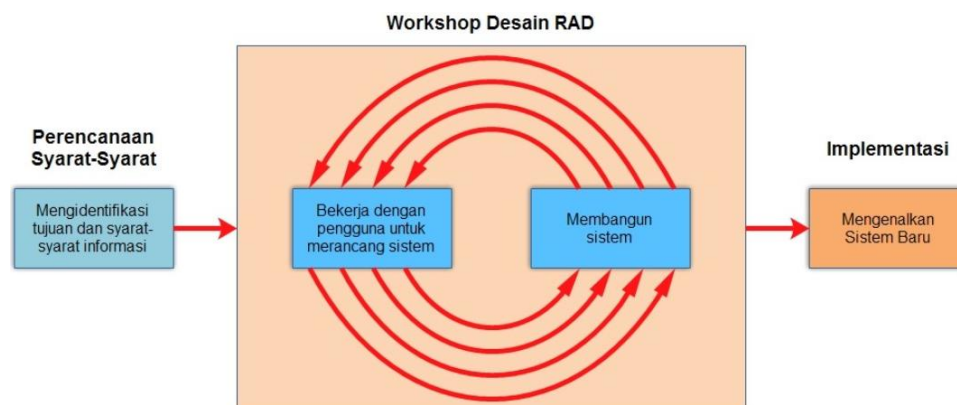 Workshop Desain RAD
Perencanaan
Syarat-Syarat
Mengidentifikasi
tujuan dan syarat-
syarat informasi
Bekerja dengan
pengguna untuk
merancang sistem
Membangun
sistem
Implementasi
Mengenalkan
Sistem Baru